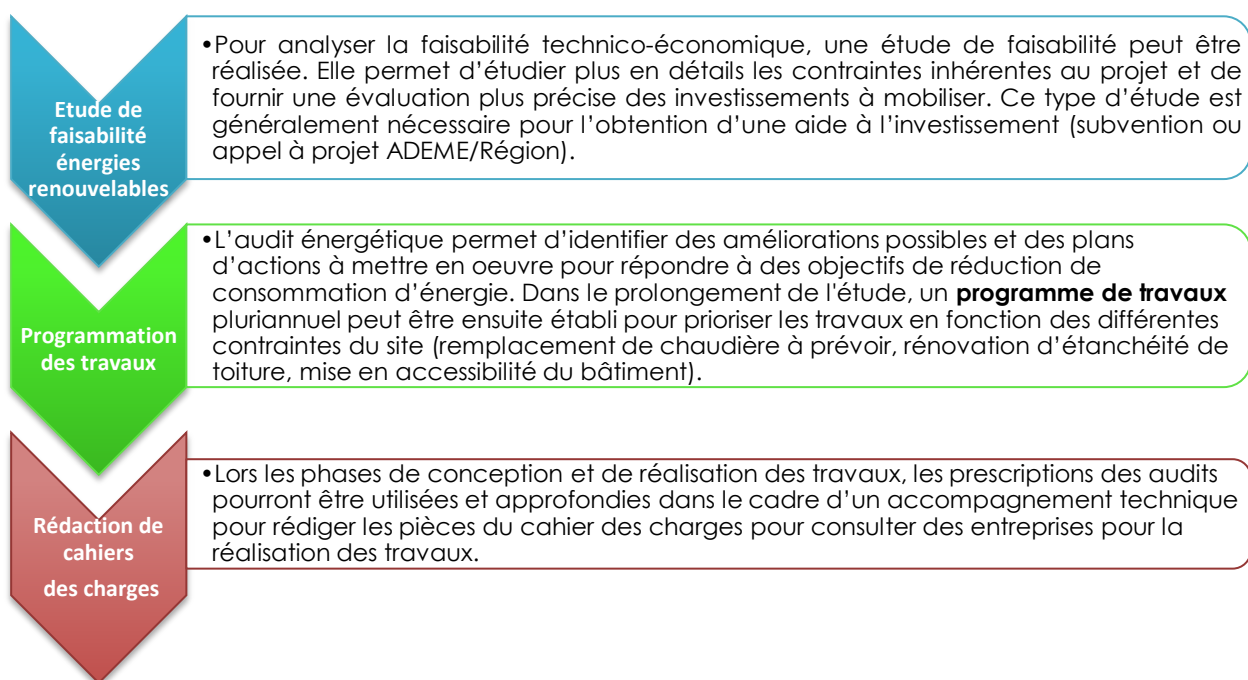 Etude de
faisabilité
énergies
renouvelables
•Pour analyser la faisabilité technico-économique, une étude de faisabilité peut être
réalisée. Elle permet d’étudier plus en détails les contraintes inhérentes au projet et de
fournir une évaluation plus précise des investissements à mobiliser. Ce type d’étude est
généralement nécessaire pour l’obtention d’une aide à l’investissement (subvention ou
appel à projet ADEME/Région).
Programmation
des travaux
•L’audit énergétique permet d’identifier des améliorations possibles et des plans
d’actions à mettre en oeuvre pour répondre à des objectifs de réduction de
consommation d’énergie. Dans le prolongement de l'étude, un programme de travaux
pluriannuel peut être ensuite établi pour prioriser les travaux en fonction des différentes
contraintes du site (remplacement de chaudière à prévoir, rénovation d’étanchéité de
toiture, mise en accessibilité du bâtiment).
Rédaction de
cahiers
des charges
•Lors les phases de conception et de réalisation des travaux, les prescriptions des audits
pourront être utilisées et approfondies dans le cadre d’un accompagnement technique
pour rédiger les pièces du cahier des charges pour consulter des entreprises pour la
réalisation des travaux.